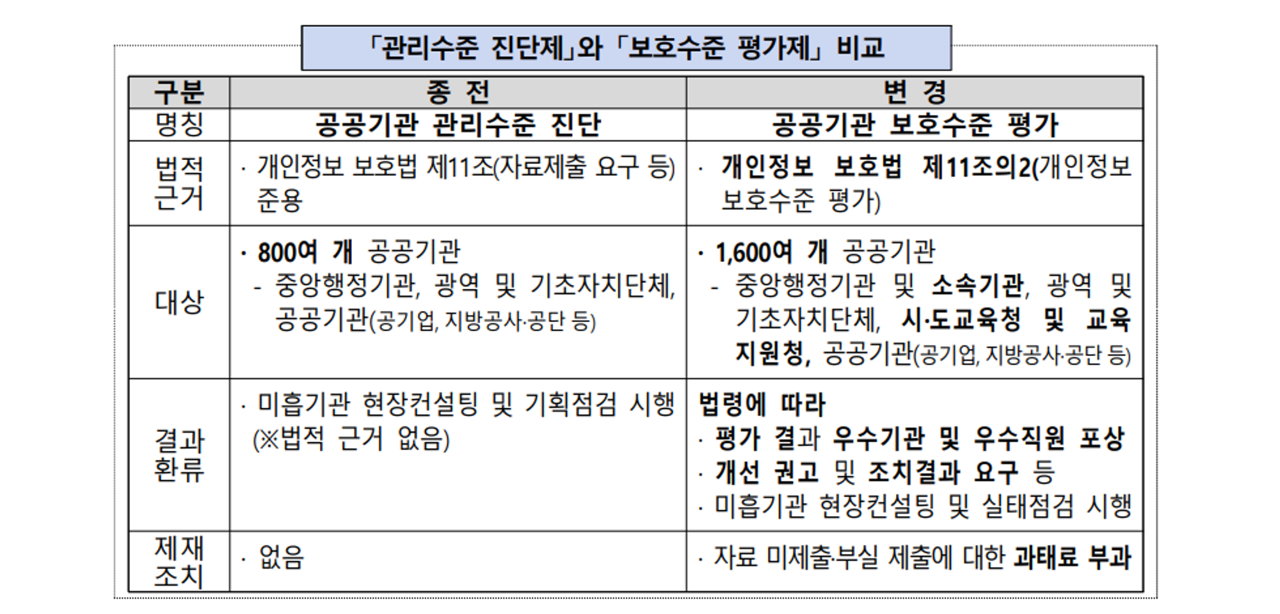 「관리수준 진단제」와 「보호수준 평가제」 비교
구분
종 전
변 경
명칭
공공기관 관리수준 진단
공공기관 보호수준 평가
법적
근거
· 개인정보 보호법 제11조(자료제출 요구 등)
준용
· 개인정보 보호법 제11조의2(개인정보
보호수준 평가)
대상
· 800여 개 공공기관
- 중앙행정기관, 광역 및 기초자치단체,
공공기관(공기업, 지방공사·공단 등)
· 1,600여 개 공공기관
- 중앙행정기관 및 소속기관, 광역 및
기초자치단체, 시·도교육청 및 교육
지원청, 공공기관(공기업, 지방공사·공단 등)
결과
환류
· 미흡기관 현장컨설팅 및 기획점검 시행
(※법적 근거 없음)
법령에 따라
· 평가 결과 우수기관 및 우수직원 포상
· 개선 권고 및 조치결과 요구 등
· 미흡기관 현장컨설팅 및 실태점검 시행
제재
조치
· 없음
· 자료 미제출·부실 제출에 대한 과태료 부과